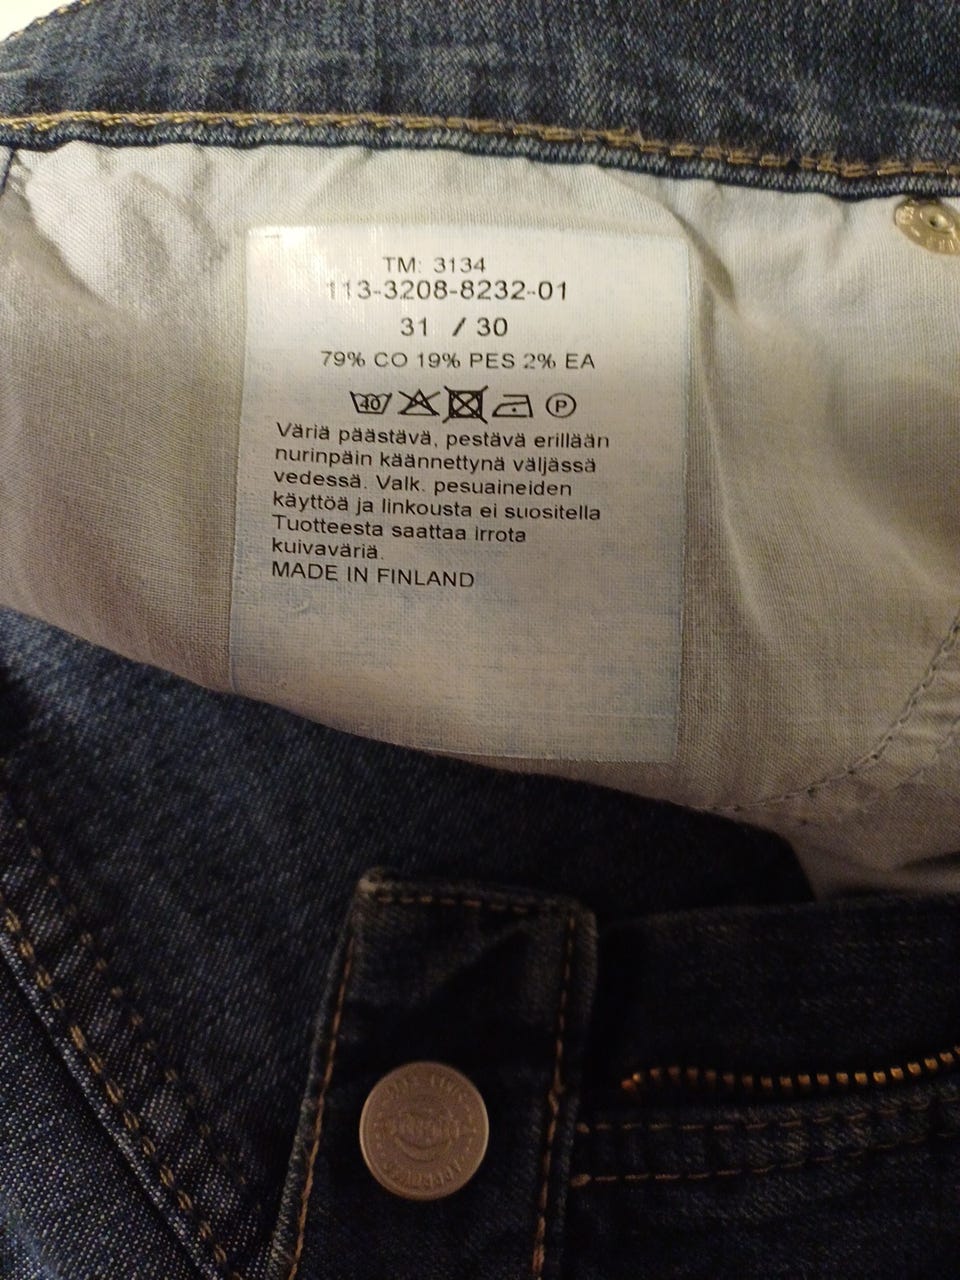 TM: 3134
113-3208-8232-01
31 / 30
79% CO 19% PES 2% EA
40 P
Väriä päästävä, pestävä erillään
nurinpäin käännettynä väljässä
vedessä. Valk. pesuaineiden
käyttöä ja linkousta ei suositella
Tuotteesta saattaa irrota
kuivaväriä.
MADE IN FINLAND